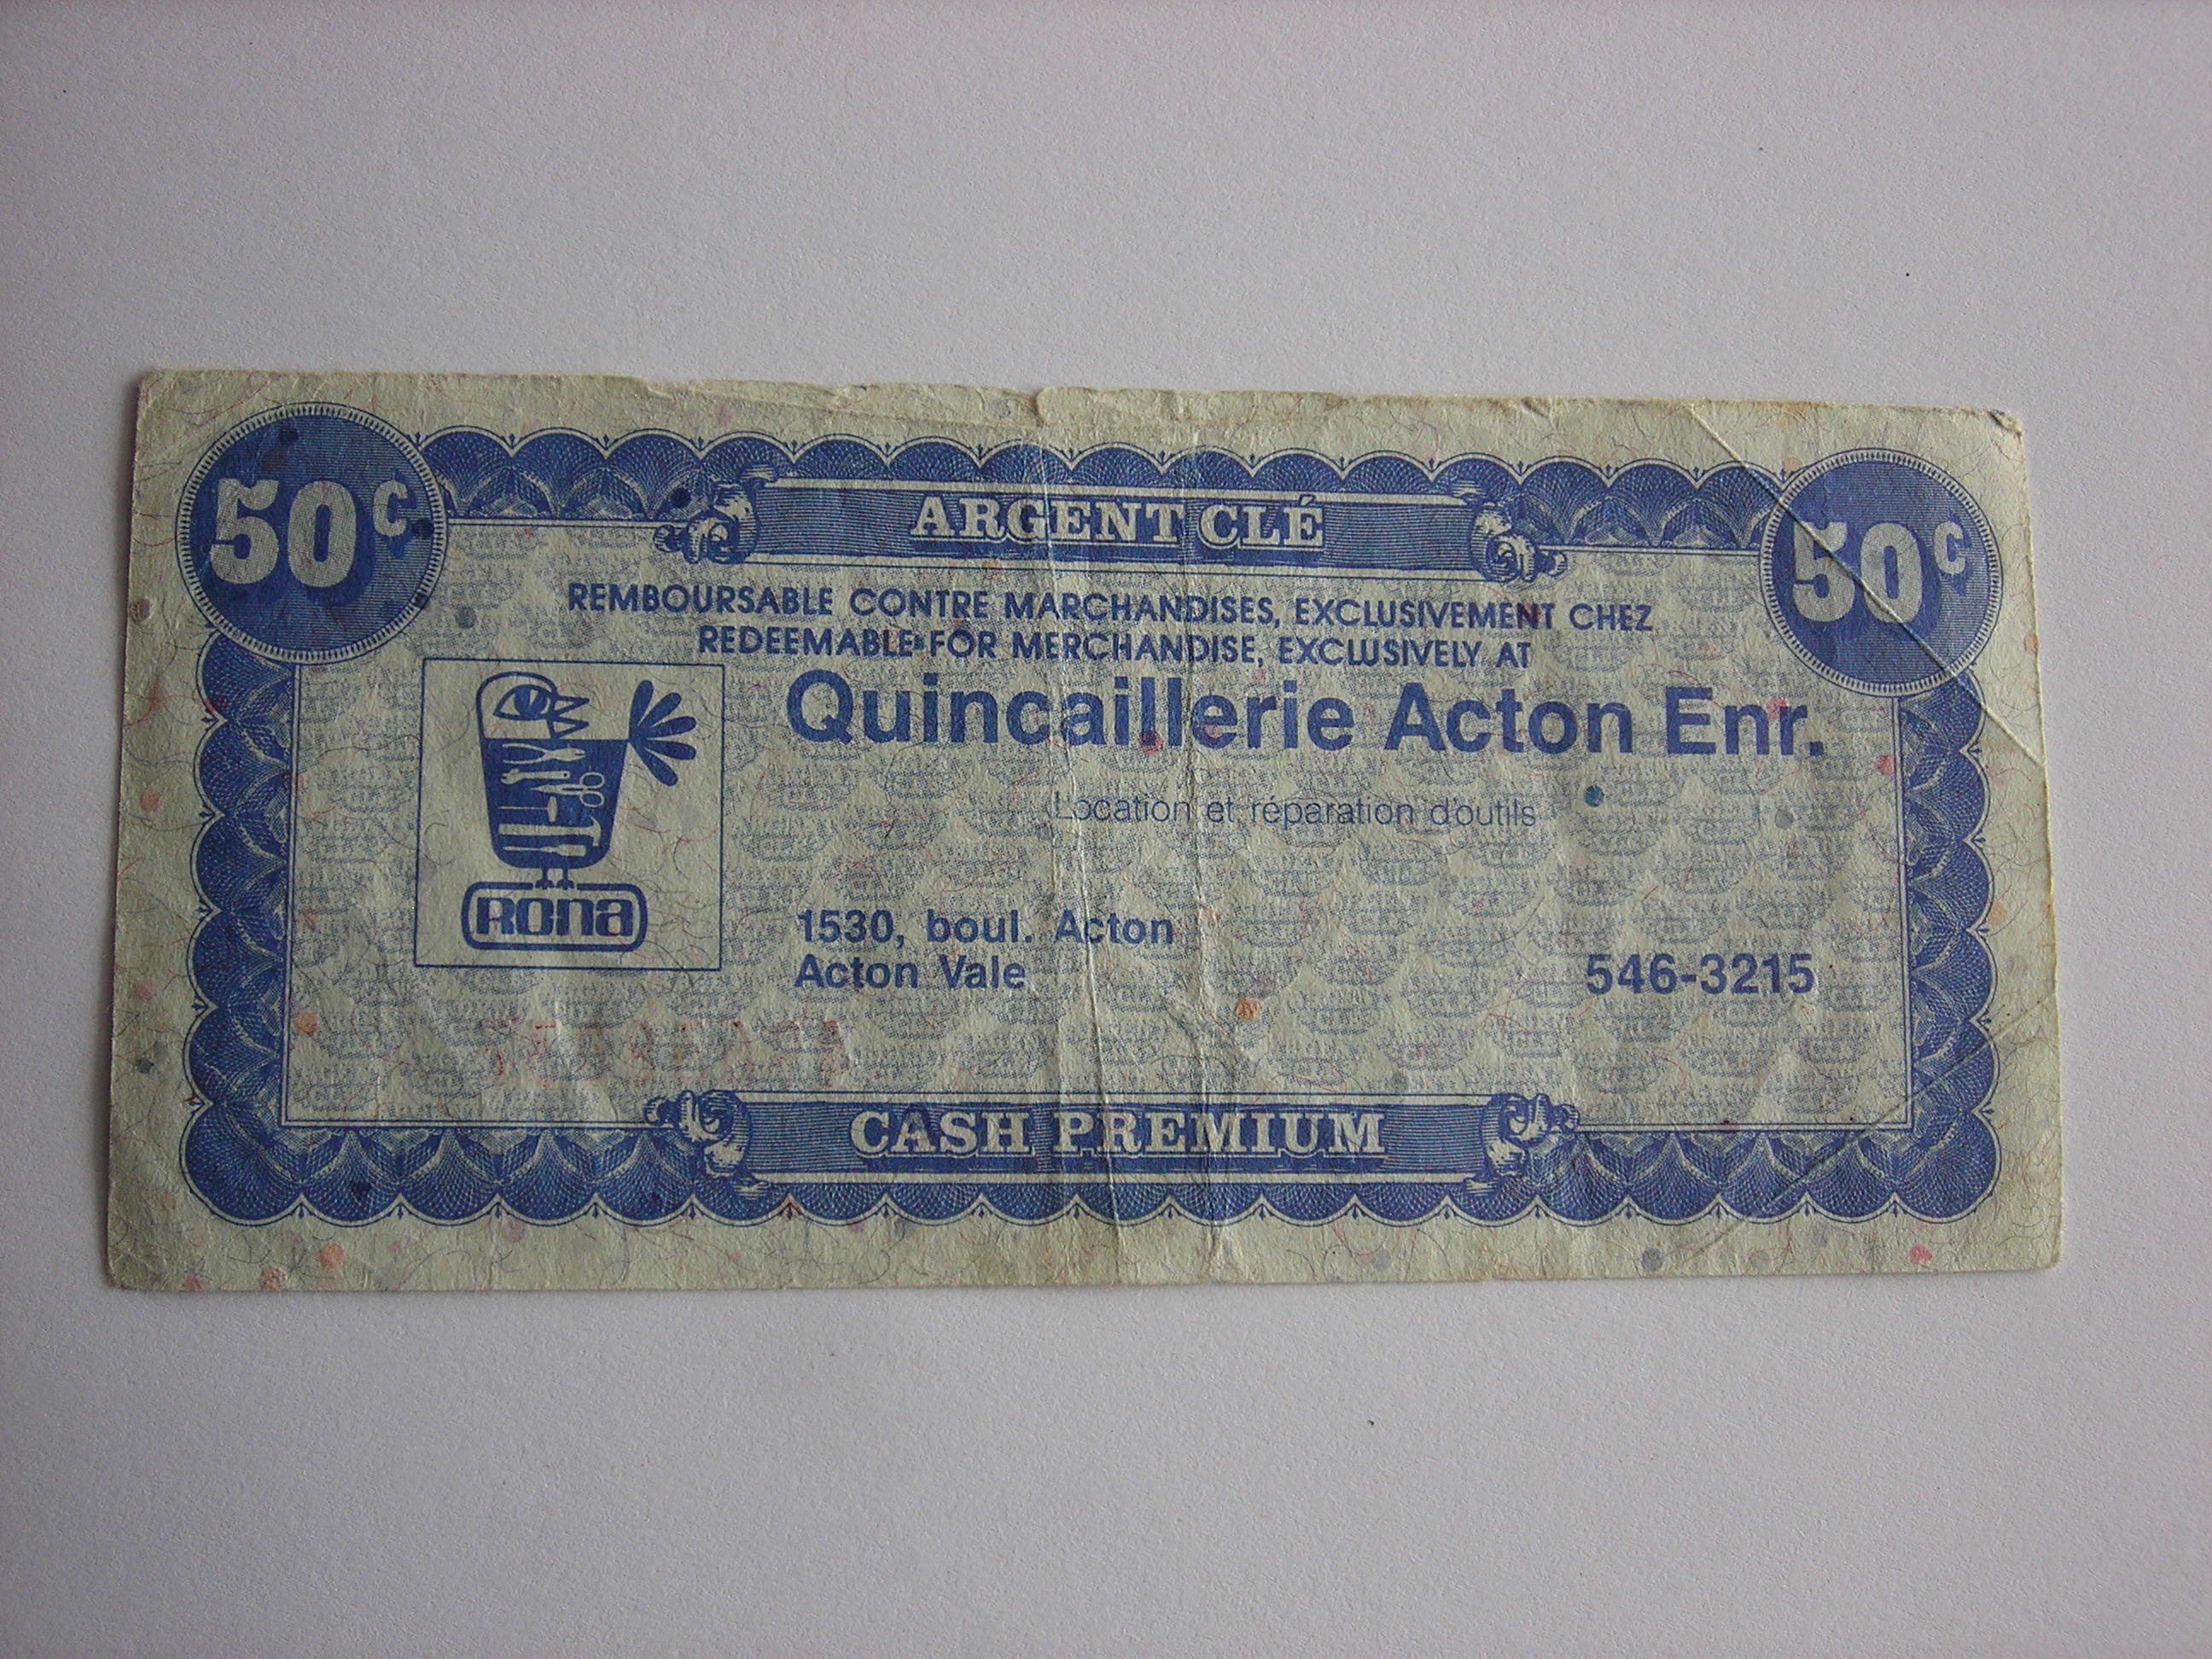 50¢
ARGENT CLÉ
50¢
REMBOURSABLE CONTRE MARCHANDISES, EXCLUSIVEMENT CHEZ
REDEEMABLE FOR MERCHANDISE, EXCLUSIVELY AT
Quincaillerie Acton Enr.
Location et réparation d'outils
RONA
1530, boul. Acton
Acton Vale
546-3215
CASH PREMIUM